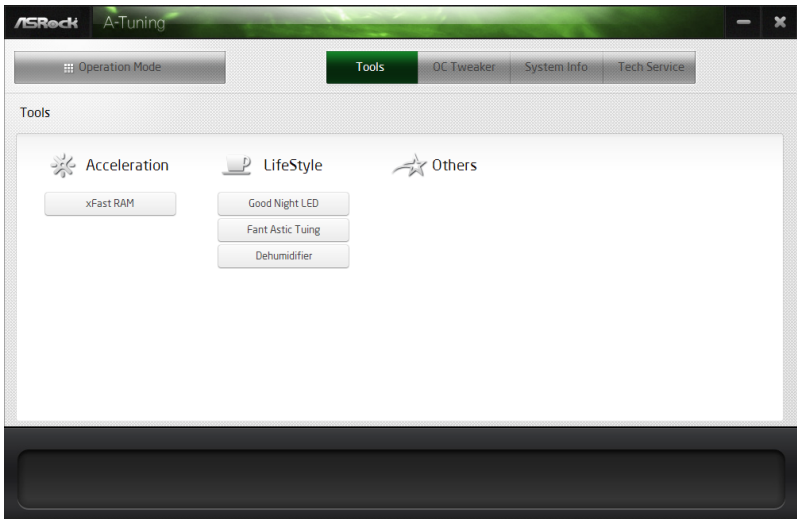 ASRock A-Tuning
Operation Mode Tools OC Tweaker System Info Tech Service
Tools
Acceleration LifeStyle Others
xFast RAM Good Night LED
Fant Astic Tuing
Dehumidifier